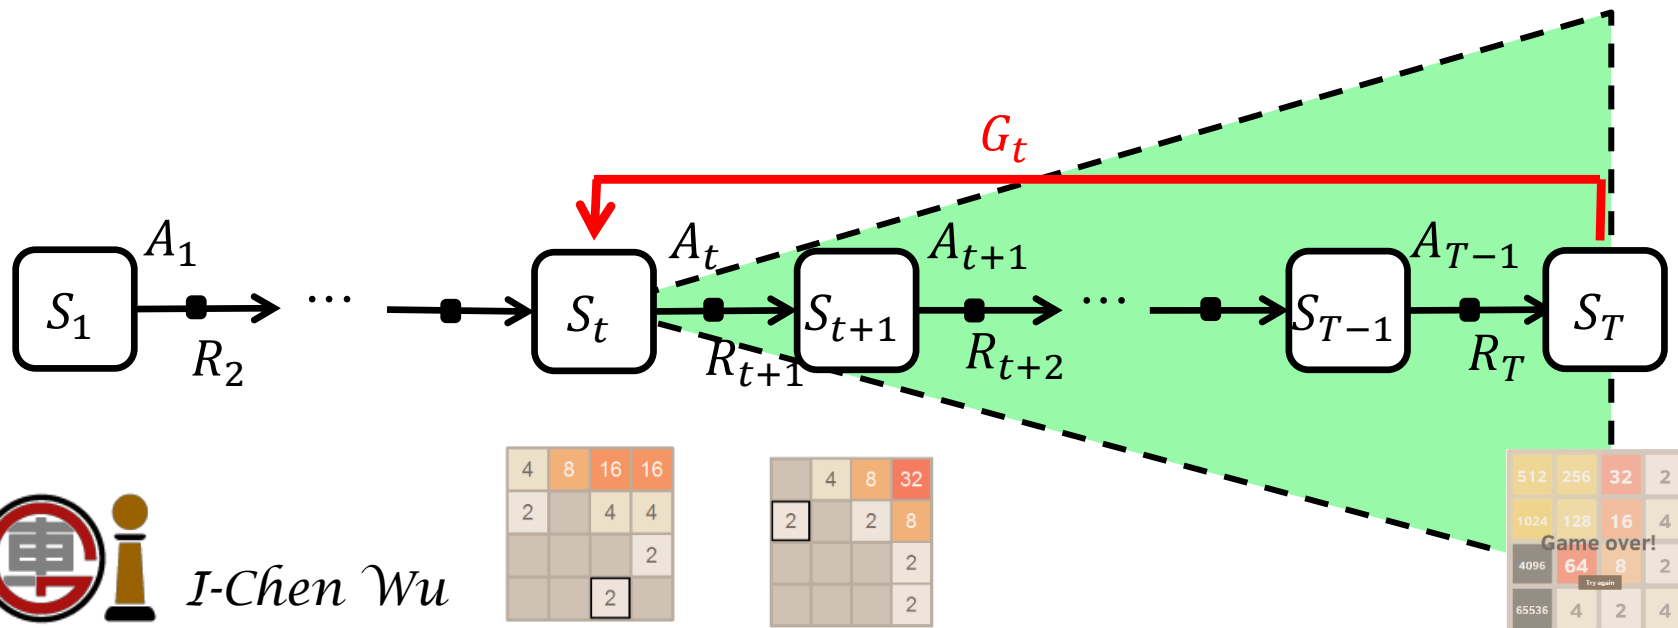 G_t
A_1 A_t A_{t+1} A_{T-1}
S_1 … S_t S_{t+1} … S_{T-1} S_T
R_2 R_{t+1} R_{t+2} R_T
4 8 16 16
2 4 4
2
2
4 8 32
2 2 8
2
2
512 256 32 2
1024 128 16 4
Game over!
4096 64 8 2
Try again
65536 4 2 4
車
I-Chen Wu